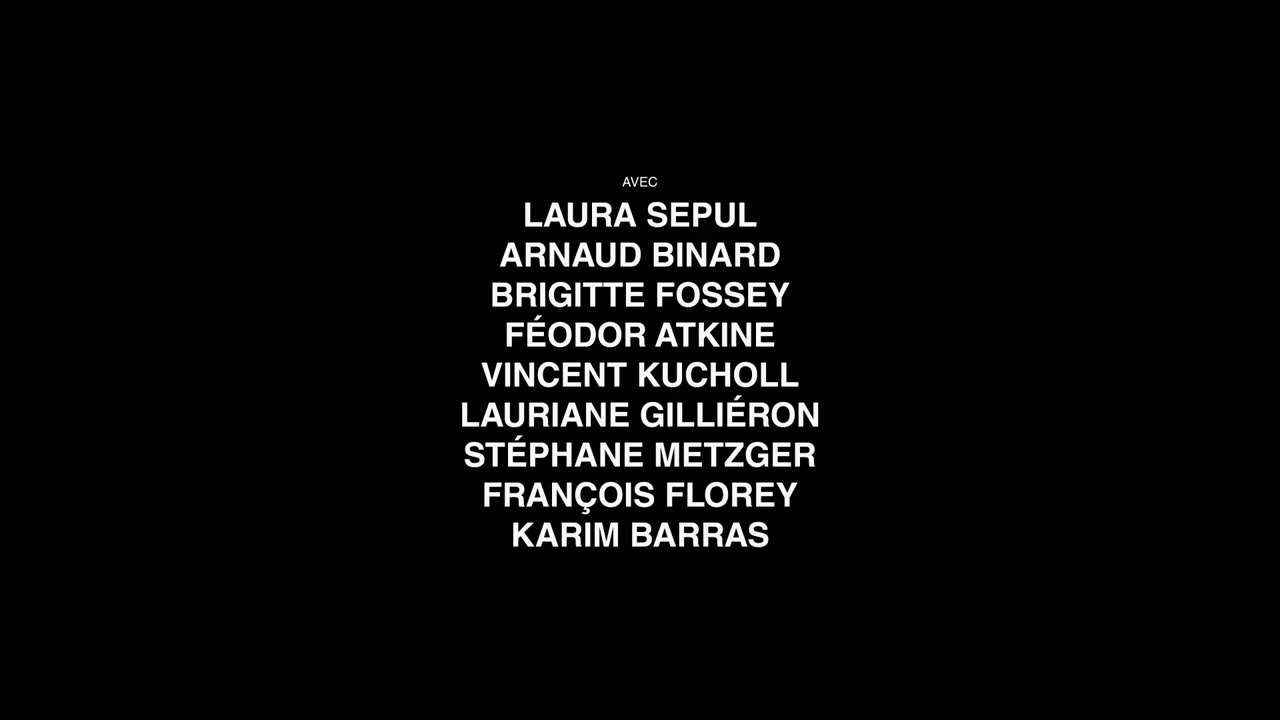 AVEC
LAURA SEPUL
ARNAUD BINARD
BRIGITTE FOSSEY
FÉODOR ATKINE
VINCENT KUCHOLL
LAURIANE GILLIÉRON
STÉPHANE METZGER
FRANÇOIS FLOREY
KARIM BARRAS